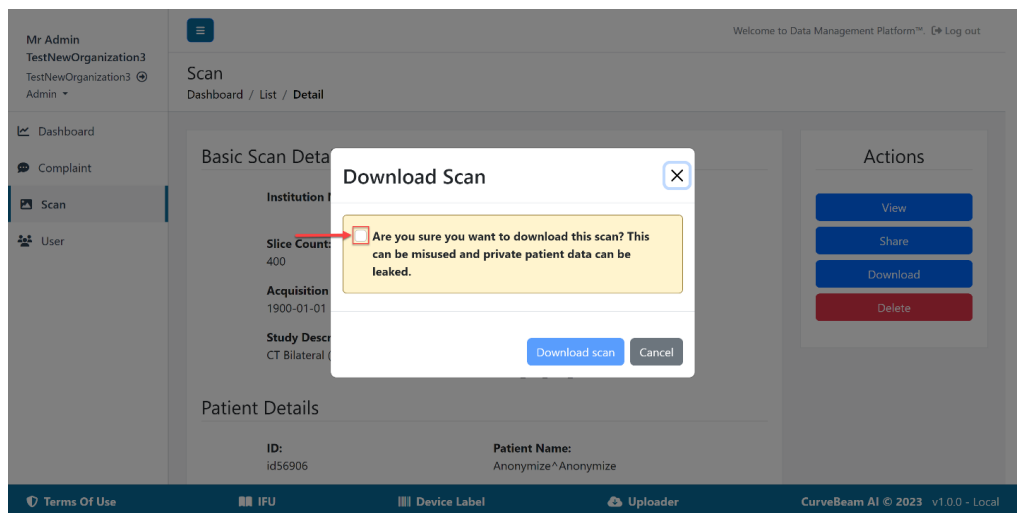 Mr Admin
TestNewOrganization3
TestNewOrganization3
Admin
Welcome to Data Management Platform™. Log out
Scan
Dashboard / List / Detail
Dashboard
Complaint
Scan
User
Basic Scan Deta
Institution
Slice Count:
400
Acquisition
1900-01-01
Study Descr
CT Bilateral (
Download Scan
Are you sure you want to download this scan? This
can be misused and private patient data can be
leaked.
Download scan Cancel
Actions
View
Share
Download
Delete
Patient Details
ID:
id56906
Patient Name:
Anonymize^Anonymize
Terms Of Use IFU Device Label Uploader CurveBeam AI © 2023 v1.0.0 - Local